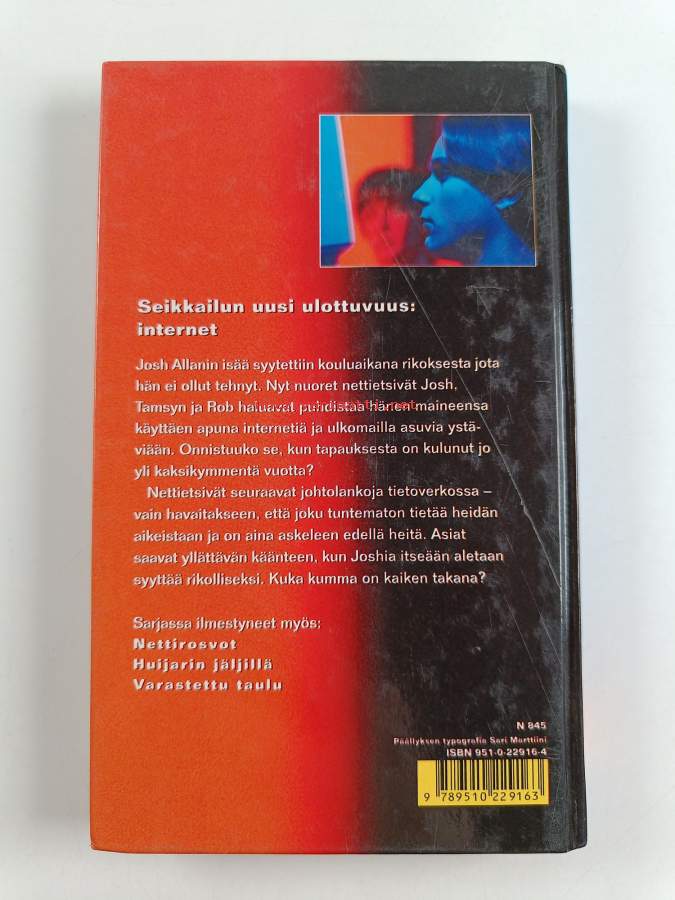 Seikkailun uusi ulottuvuus:
internet
Josh Allanin isää syytettiin kouluaikana rikoksesta jota
hän ei ollut tehnyt. Nyt nuoret nettietsivät Josh,
Tamsyn ja Rob haluavat puhdistaa hänen maineensa
käyttäen apuna internetiä ja ulkomailla asuvia ystä-
viään. Onnistuuko se, kun tapauksesta on kulunut jo
yli kaksikymmentä vuotta?
Nettietsivät seuraavat johtolankoja tietoverkossa –
vain havaitakseen, että joku tuntematon tietää heidän
aikeistaan ja on aina askeleen edellä heitä. Asiat
saavat yllättävän käänteen, kun Joshia itseään aletaan
syyttää rikolliseksi. Kuka kumma on kaiken takana?
Sarjassa ilmestyneet myös:
Nettirosvot
Huijarin jäljillä
Varastettu taulu
N 845
Päällyksen typografia Sari Marttiini
ISBN 951-0-22916-4
9 789510 229163